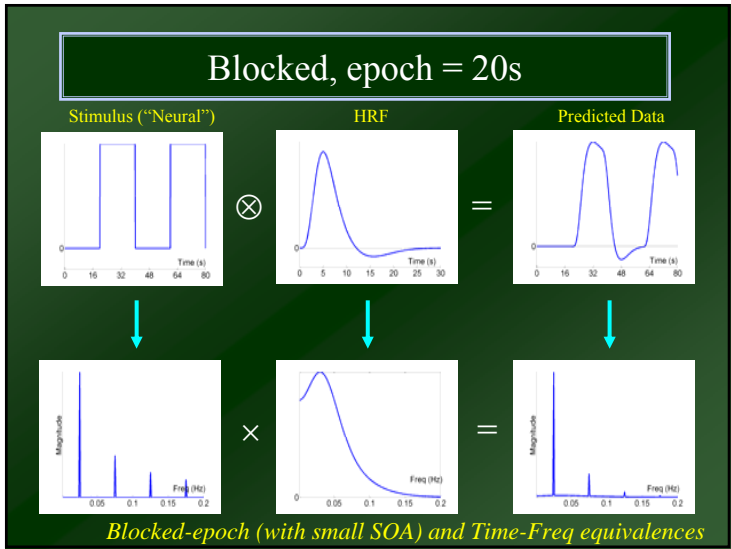 Blocked, epoch = 20s
Stimulus (“Neural”) HRF Predicted Data
0
Time (s)
0 16 32 48 64 80
⊗
0
Time (s)
0 5 10 15 20 25 30
=
0
Time (s)
0 16 32 48 64 80
Magnitude
Freq (Hz)
0.05 0.1 0.15 0.2
×
Freq (Hz)
0.05 0.1 0.15 0.2
=
Magnitude
Freq (Hz)
0.05 0.1 0.15 0.2
Blocked-epoch (with small SOA) and Time-Freq equivalences